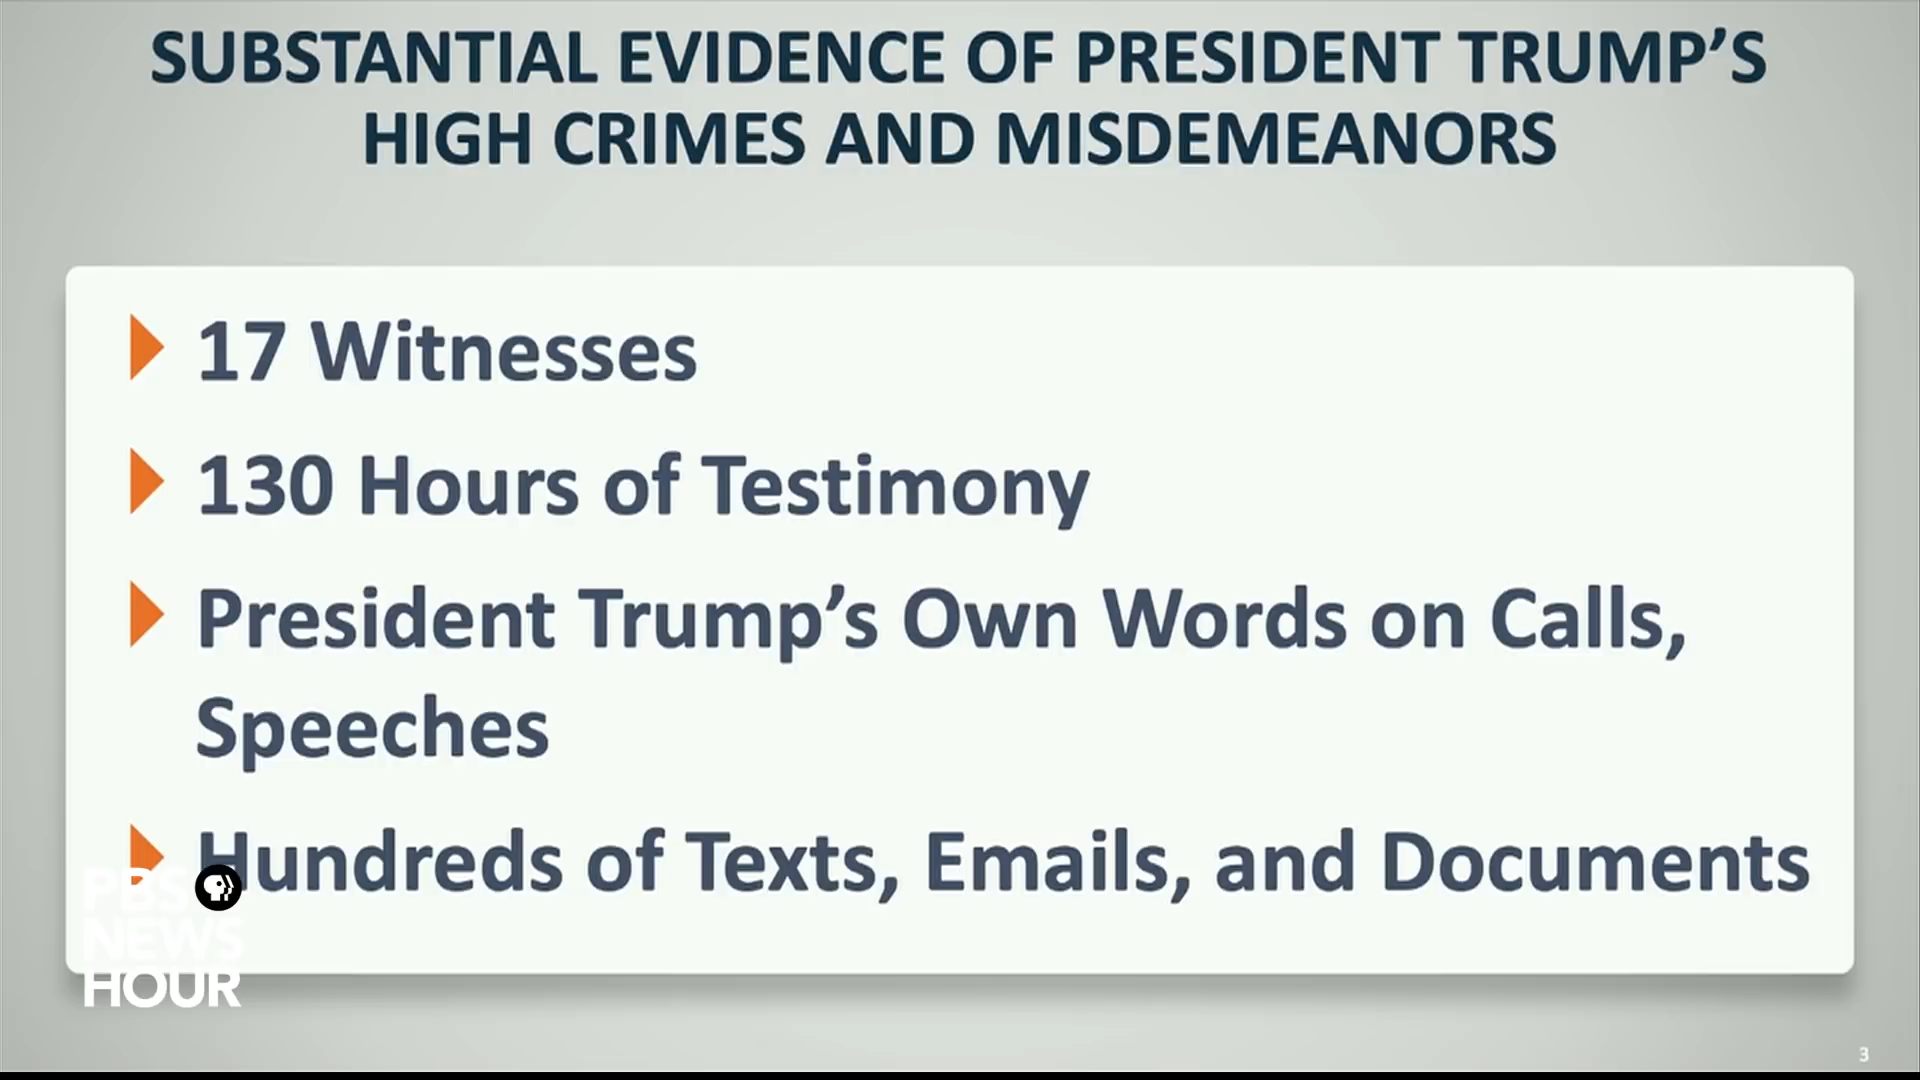 SUBSTANTIAL EVIDENCE OF PRESIDENT TRUMP’S
HIGH CRIMES AND MISDEMEANORS
17 Witnesses
130 Hours of Testimony
President Trump’s Own Words on Calls,
Speeches
Hundreds of Texts, Emails, and Documents
PBS
NEWS
HOUR
3